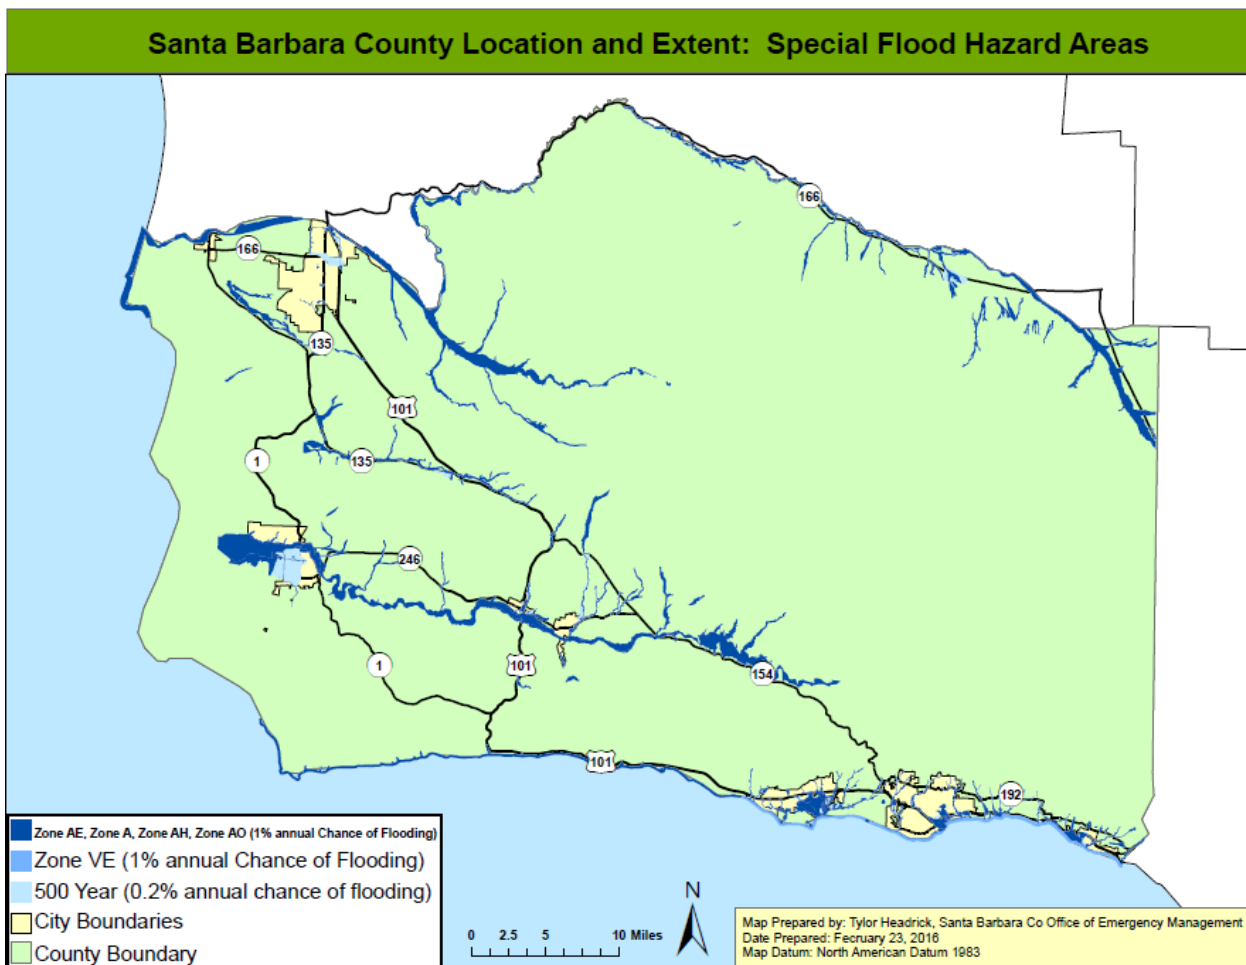 Santa Barbara County Location and Extent:  Special Flood Hazard Areas
166
166
135
101
1
135
246
1
101
154
101
192
Zone AE, Zone A, Zone AH, Zone AO (1% annual Chance of Flooding)
Zone VE (1% annual Chance of Flooding)
500 Year (0.2% annual chance of flooding)
City Boundaries
County Boundary
N
0 2.5 5 10 Miles
Map Prepared by: Tylor Headrick, Santa Barbara Co Office of Emergency Management
Date Prepared: Fecruary 23, 2016
Map Datum: North American Datum 1983